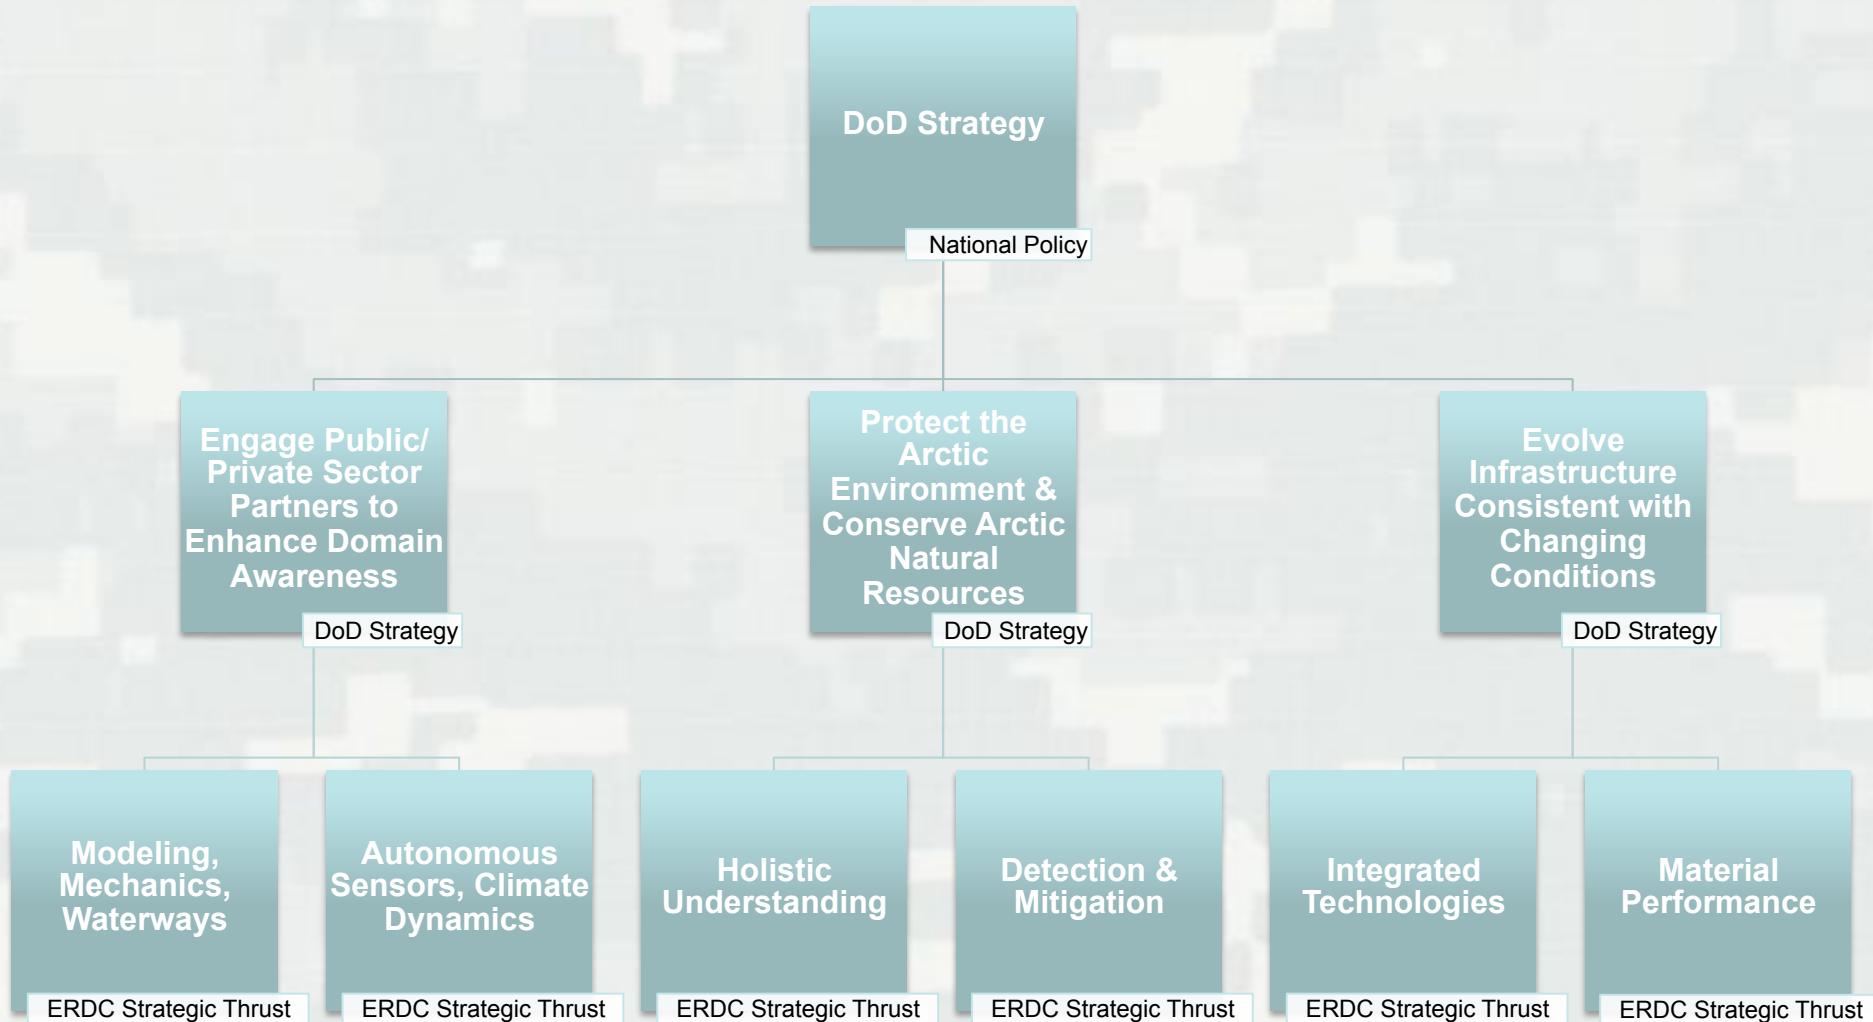 DoD Strategy
National Policy
Engage Public/
Private Sector
Partners to
Enhance Domain
Awareness
DoD Strategy
Protect the
Arctic
Environment &
Conserve Arctic
Natural
Resources
DoD Strategy
Evolve
Infrastructure
Consistent with
Changing
Conditions
DoD Strategy
Modeling,
Mechanics,
Waterways
ERDC Strategic Thrust
Autonomous
Sensors, Climate
Dynamics
ERDC Strategic Thrust
Holistic
Understanding
ERDC Strategic Thrust
Detection &
Mitigation
ERDC Strategic Thrust
Integrated
Technologies
ERDC Strategic Thrust
Material
Performance
ERDC Strategic Thrust